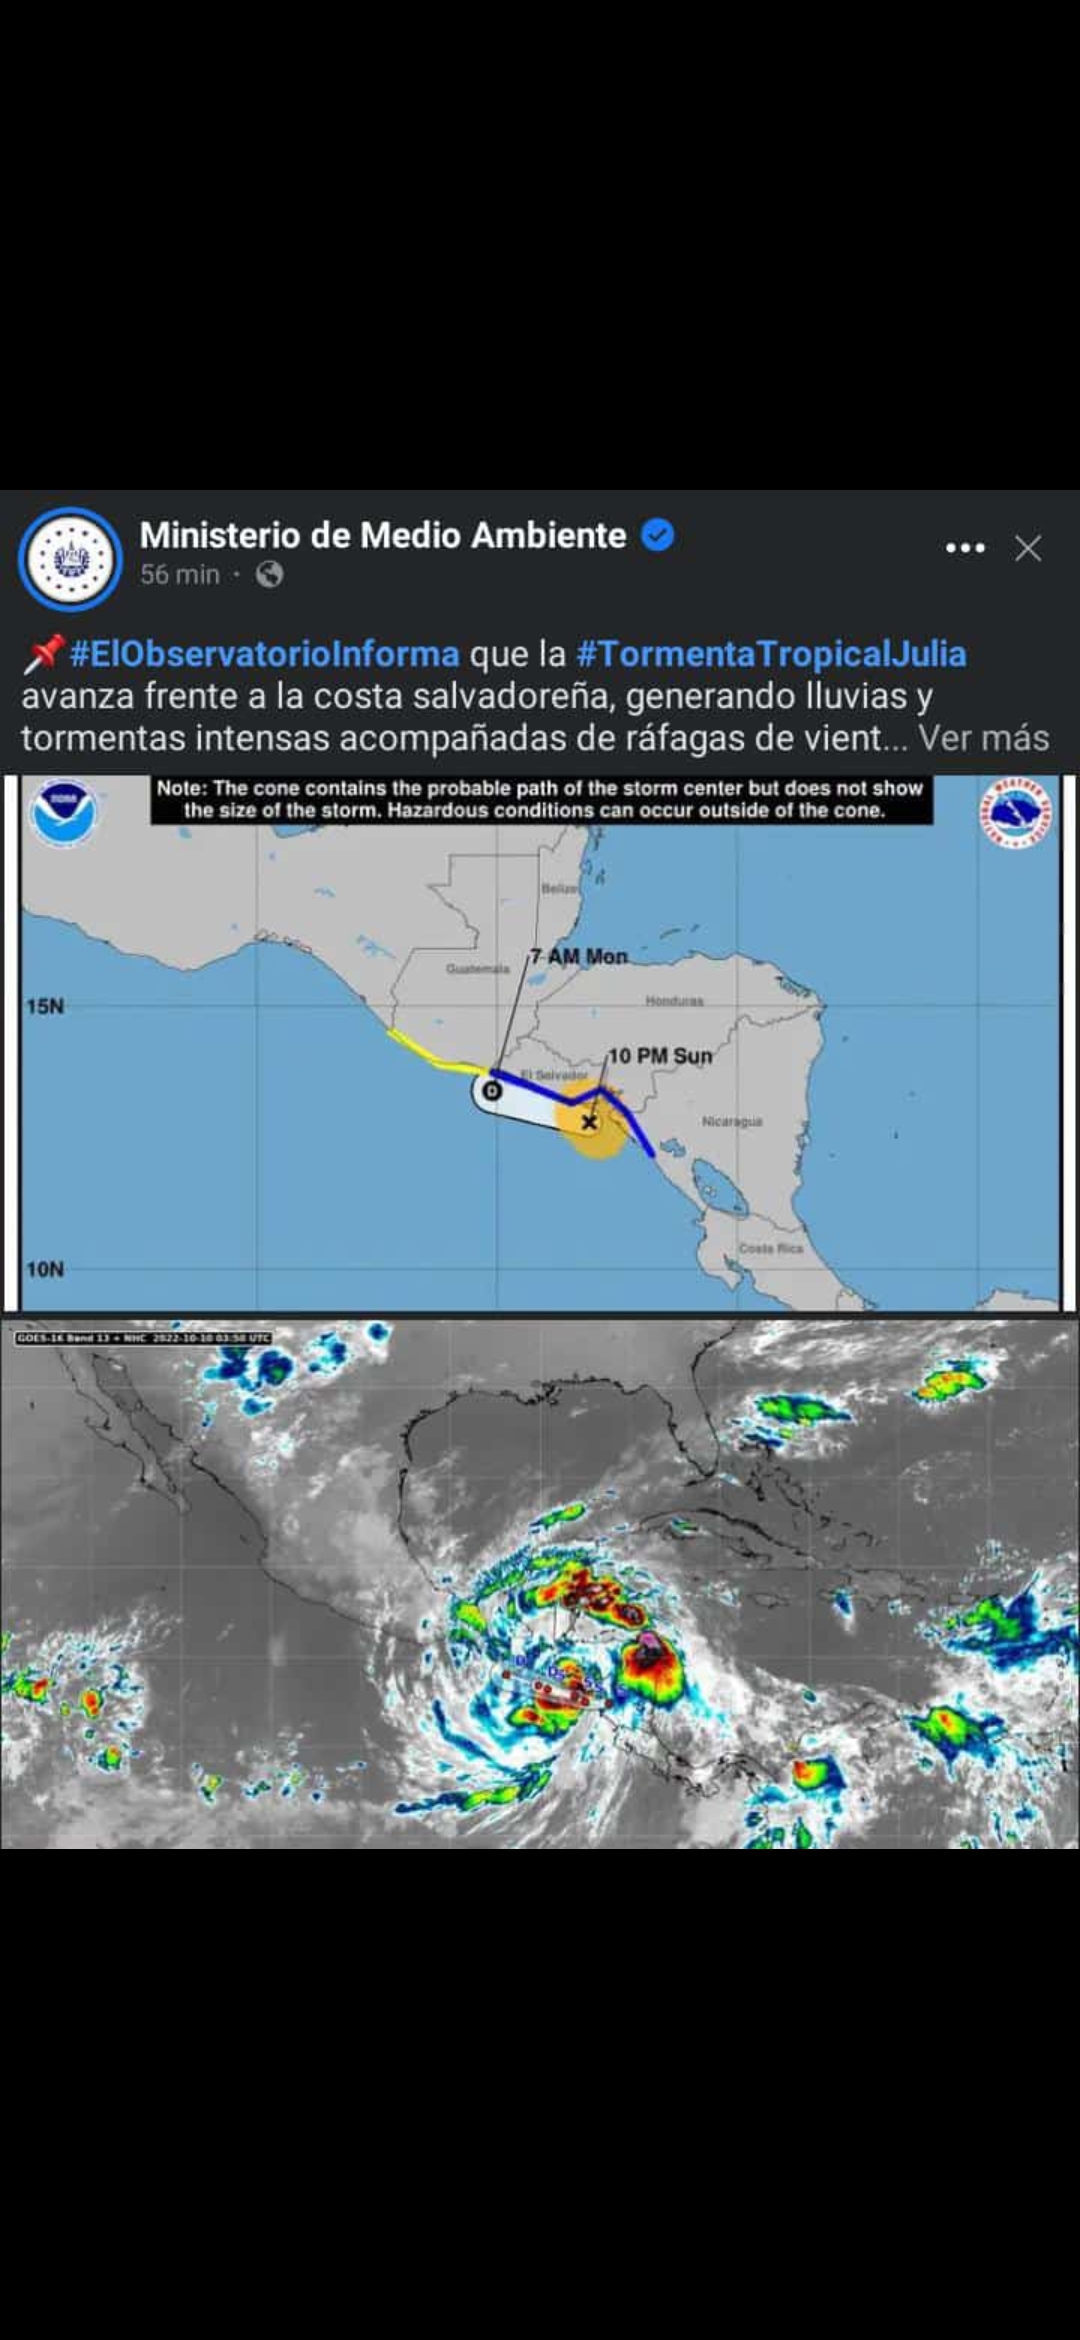 Ministerio de Medio Ambiente
56 min ·
#ElObservatorioInforma que la #TormentaTropicalJulia
avanza frente a la costa salvadoreña, generando lluvias y
tormentas intensas acompañadas de ráfagas de vient... Ver más
Note: The cone contains the probable path of the storm center but does not show
the size of the storm. Hazardous conditions can occur outside of the cone.
NOAA
NATIONAL WEATHER SERVICE
Belize
7 AM Mon
Guatemala
15N
Honduras
10 PM Sun
El Salvador
D
Nicaragua
Costa Rica
10N
GOES-16 Band 13 + NHC 2022-10-10 03:50 UTC
D
D
S
S